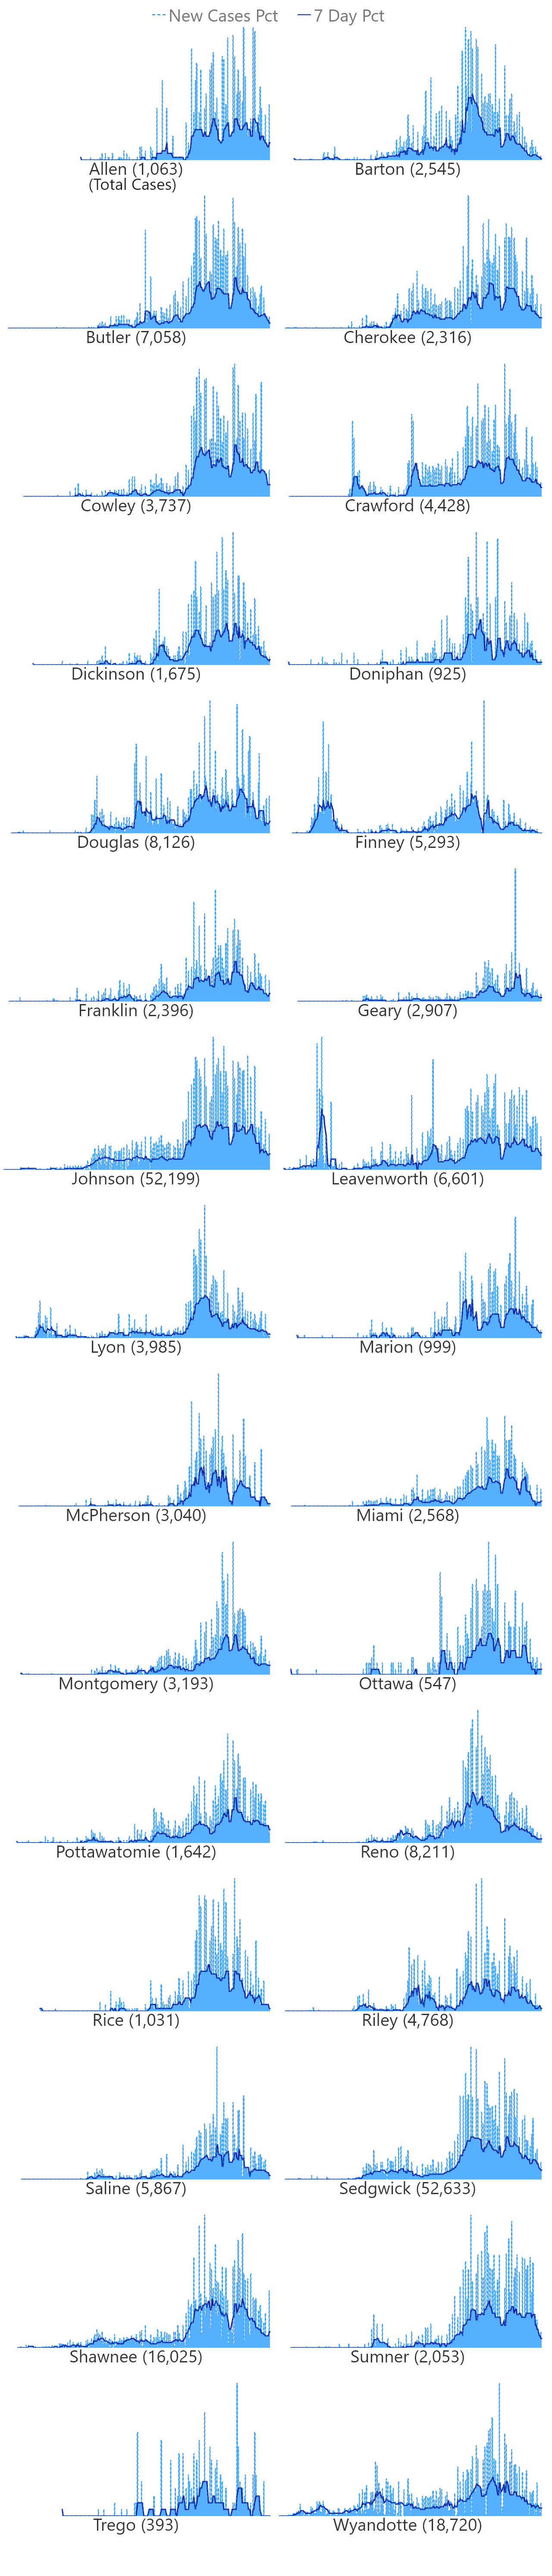 New Cases Pct 7 Day Pct
Allen (1,063)
(Total Cases)
Barton (2,545)
Butler (7,058)
Cherokee (2,316)
Cowley (3,737)
Crawford (4,428)
Dickinson (1,675)
Doniphan (925)
Douglas (8,126)
Finney (5,293)
Franklin (2,396)
Geary (2,907)
Johnson (52,199)
Leavenworth (6,601)
Lyon (3,985)
Marion (999)
McPherson (3,040)
Miami (2,568)
Montgomery (3,193)
Ottawa (547)
Pottawatomie (1,642)
Reno (8,211)
Rice (1,031)
Riley (4,768)
Saline (5,867)
Sedgwick (52,633)
Shawnee (16,025)
Sumner (2,053)
Trego (393)
Wyandotte (18,720)